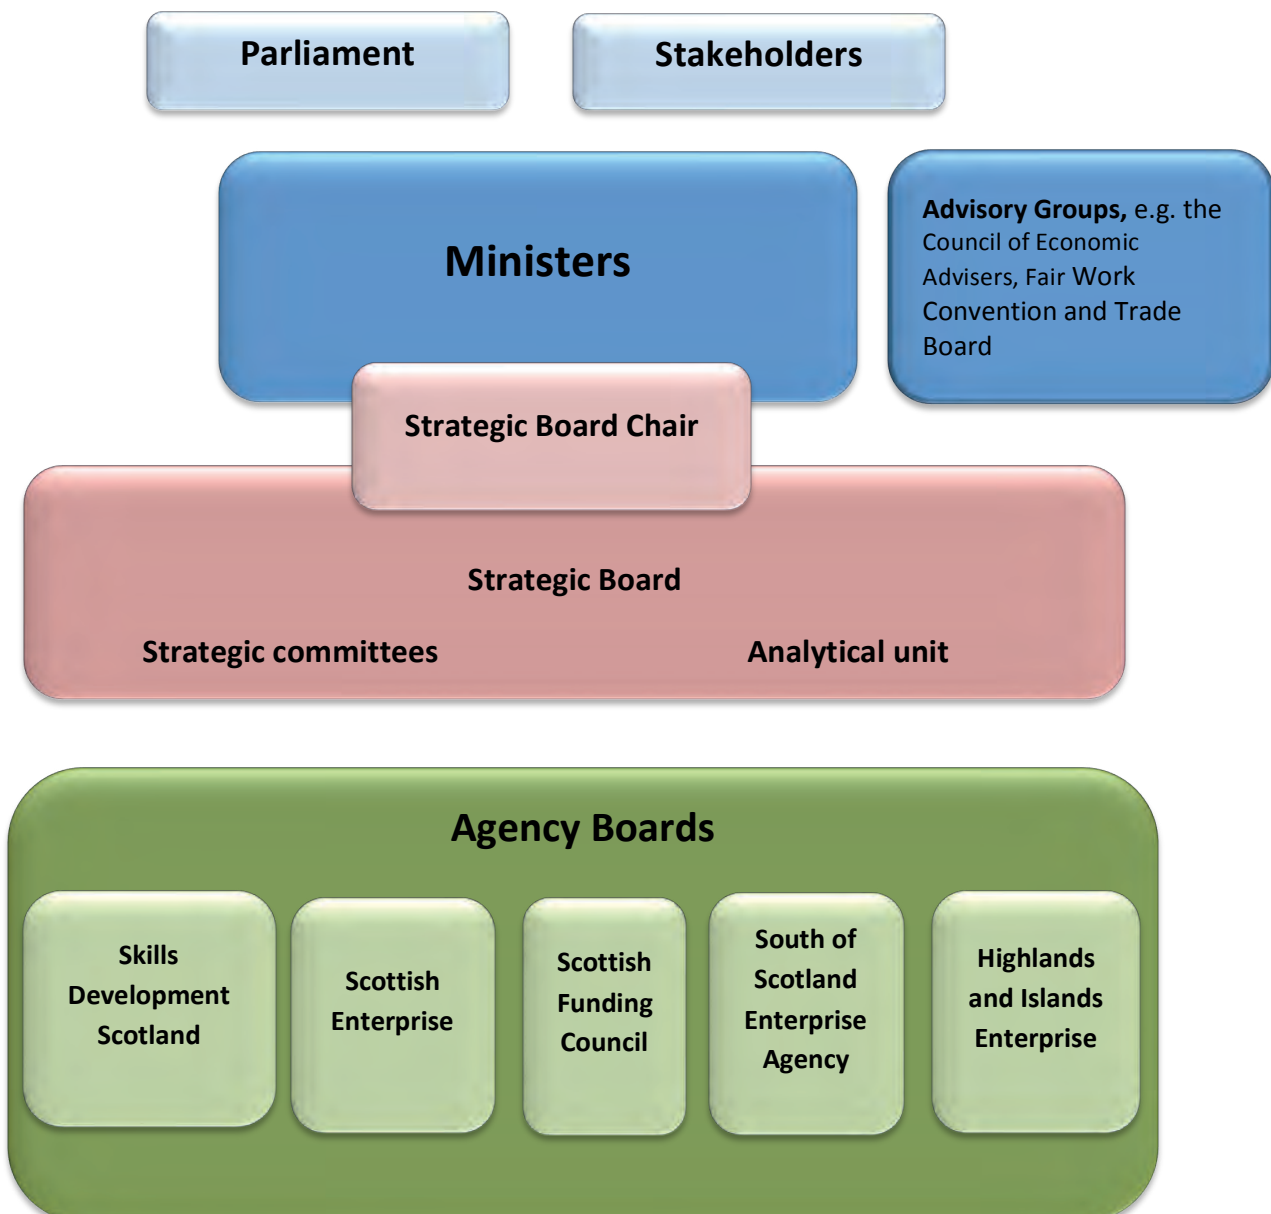 Parliament
Stakeholders
Ministers
Advisory Groups, e.g. the
Council of Economic
Advisers, Fair Work
Convention and Trade
Board
Strategic Board Chair
Strategic Board
Strategic committees
Analytical unit
Agency Boards
Skills
Development
Scotland
Scottish
Enterprise
Scottish
Funding
Council
South of
Scotland
Enterprise
Agency
Highlands
and Islands
Enterprise